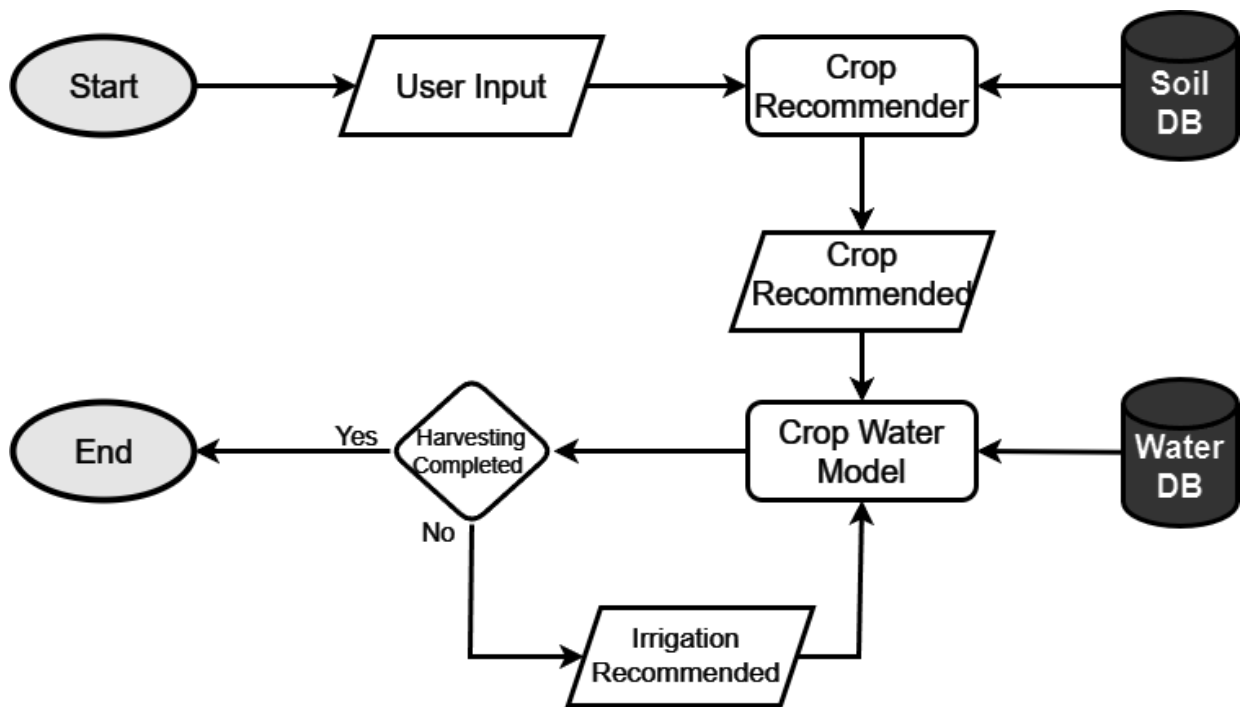 Start
User Input
Crop
Recommender
Soil
DB
Crop
Recommended
End
Yes
Harvesting
Completed
Crop Water
Model
Water
DB
No
Irrigation
Recommended